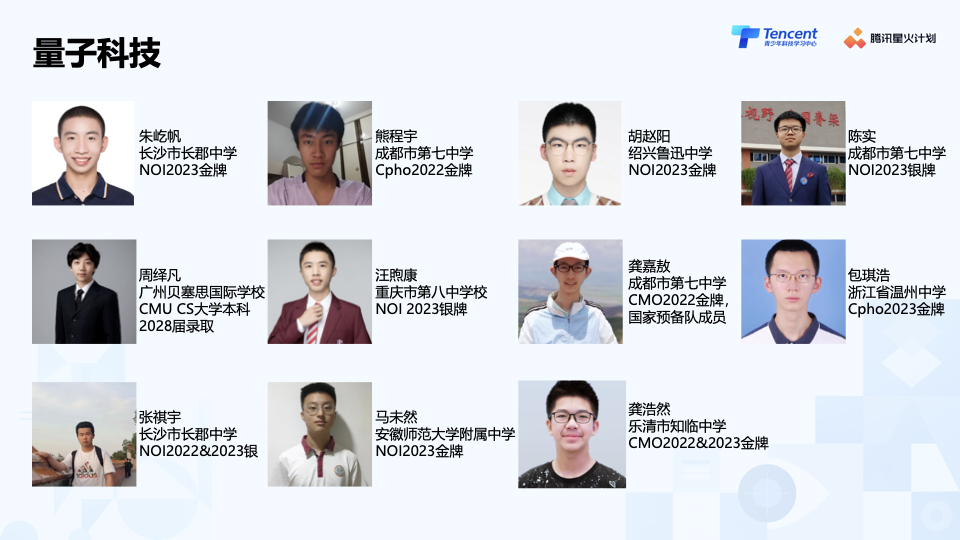 量子科技
Tencent
青少年科技学习中心
腾讯星火计划
朱屹帆
长沙市长郡中学
NOI2023金牌
熊程宇
成都市第七中学
Cpho2022金牌
胡赵阳
绍兴鲁迅中学
NOI2023金牌
陈实
成都市第七中学
NOI2023银牌
周绎凡
广州贝塞思国际学校
CMU CS大学本科
2028届录取
汪煦康
重庆市第八中学校
NOI 2023银牌
龚嘉敖
成都市第七中学
CMO2022金牌,
国家预备队成员
包琪浩
浙江省温州中学
Cpho2023金牌
张祺宇
长沙市长郡中学
NOI2022&2023银
马未然
安徽师范大学附属中学
NOI2023金牌
龚浩然
乐清市知临中学
CMO2022&2023金牌